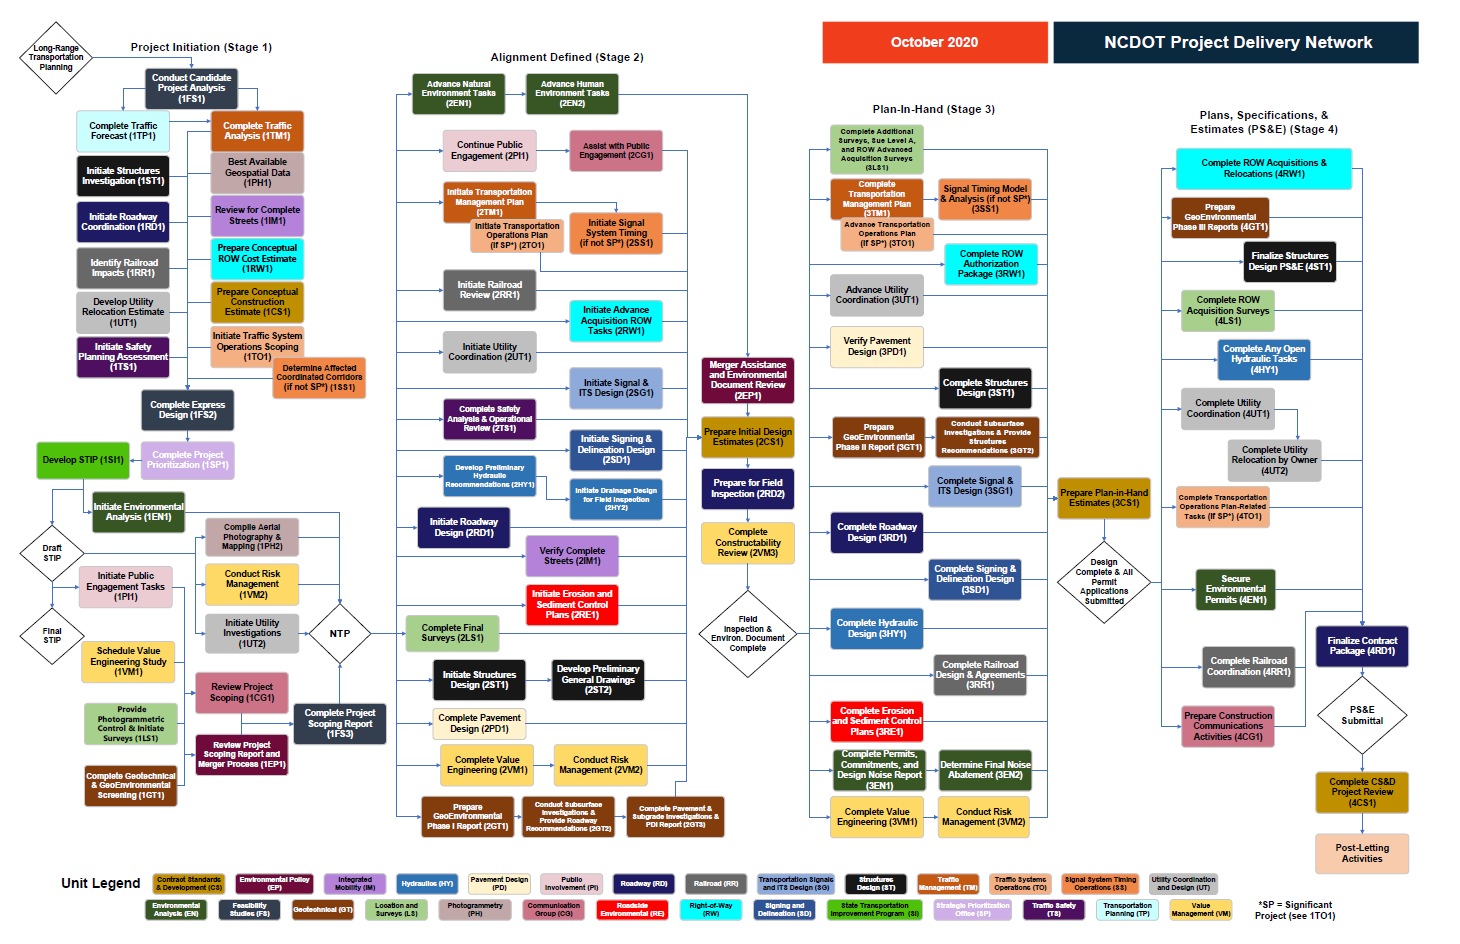 October 2020
NCDOT Project Delivery Network
Long-Range
Transportation
Planning
Project Initiation (Stage 1)
Conduct Candidate
Project Analysis
(1FS1)
Complete Traffic
Forecast (1TP1)
Complete Traffic
Analysis (1TM1)
Initiate Structures
Investigation (1ST1)
Best Available
Geospatial Data
(1PH1)
Initiate Roadway
Coordination (1RD1)
Review for Complete
Streets (1IM1)
Identify Railroad
Impacts (1RR1)
Prepare Conceptual
ROW Cost Estimate
(1RW1)
Develop Utility
Relocation Estimate
(1UT1)
Prepare Conceptual
Construction
Estimate (1CS1)
Initiate Safety
Planning Assessment
(1TS1)
Initiate Traffic System
Operations Scoping
(1TO1)
Determine Affected
Coordinated Corridors
(if not SP*) (1SS1)
Complete Express
Design (1FS2)
Develop STIP (1SI1)
Complete Project
Prioritization (1SP1)
Initiate Environmental
Analysis (1EN1)
Draft
STIP
Compile Aerial
Photography &
Mapping (1PH2)
Initiate Public
Engagement Tasks
(1PI1)
Conduct Risk
Management
(1VM2)
Final
STIP
Initiate Utility
Investigations
(1UT2)
NTP
Schedule Value
Engineering Study
(1VM1)
Review Project
Scoping (1CG1)
Provide
Photogrammetric
Control & Initiate
Surveys (1LS1)
Complete Project
Scoping Report
(1FS3)
Review Project
Scoping Report and
Merger Process (1EP1)
Complete Geotechnical
& GeoEnvironmental
Screening (1GT1)
Alignment Defined (Stage 2)
Advance Natural
Environment Tasks
(2EN1)
Advance Human
Environment Tasks
(2EN2)
Continue Public
Engagement (2PI1)
Assist with Public
Engagement (2CG1)
Initiate Transportation
Management Plan
(2TM1)
Initiate Transportation
Operations Plan
(if SP*) (2TO1)
Initiate Signal
System Timing
(if not SP*) (2SS1)
Initiate Railroad
Review (2RR1)
Initiate Advance
Acquisition ROW
Tasks (2RW1)
Initiate Utility
Coordination (2UT1)
Initiate Signal &
ITS Design (2SG1)
Complete Safety
Analysis & Operational
Review (2TS1)
Initiate Signing &
Delineation Design
(2SD1)
Develop Preliminary
Hydraulic
Recommendations (2HY1)
Initiate Drainage Design
for Field Inspection
(2HY2)
Initiate Roadway
Design (2RD1)
Verify Complete
Streets (2IM1)
Initiate Erosion and
Sediment Control
Plans (2RE1)
Complete Final
Surveys (2LS1)
Initiate Structures
Design (2ST1)
Develop Preliminary
General Drawings
(2ST2)
Complete Pavement
Design (2PD1)
Complete Value
Engineering (2VM1)
Conduct Risk
Management (2VM2)
Prepare
GeoEnvironmental
Phase I Report (2GT1)
Conduct Subsurface
Investigations &
Provide Roadway
Recommendations (2GT2)
Complete Pavement &
Subgrade Investigations &
PDI Report (2GT3)
Merger Assistance
and Environmental
Document Review
(2EP1)
Prepare Initial Design
Estimates (2CS1)
Prepare for Field
Inspection (2RD2)
Complete
Constructability
Review (2VM3)
Field
Inspection &
Environ. Document
Complete
Plan-In-Hand (Stage 3)
Complete Additional
Surveys, Sue Level A,
and ROW Advanced
Acquisition Surveys
(3LS1)
Complete
Transportation
Management Plan
(3TM1)
Signal Timing Model
& Analysis (if not SP*)
(3SS1)
Advance Transportation
Operations Plan
(If SP*) (3TO1)
Complete ROW
Authorization
Package (3RW1)
Advance Utility
Coordination (3UT1)
Verify Pavement
Design (3PD1)
Complete Structures
Design (3ST1)
Prepare
GeoEnvironmental
Phase II Report (3GT1)
Conduct Subsurface
Investigations & Provide
Structures
Recommendations (3GT2)
Complete Signal &
ITS Design (3SG1)
Complete Roadway
Design (3RD1)
Complete Signing &
Delineation Design
(3SD1)
Complete Hydraulic
Design (3HY1)
Complete Railroad
Design & Agreements
(3RR1)
Complete Erosion
and Sediment Control
Plans (3RE1)
Complete Permits,
Commitments, and
Design Noise Report
(3EN1)
Determine Final Noise
Abatement (3EN2)
Complete Value
Engineering (3VM1)
Conduct Risk
Management (3VM2)
Prepare Plan-in-Hand
Estimates (3CS1)
Design
Complete & All
Permit
Applications
Submitted
Plans, Specifications, &
Estimates (PS&E) (Stage 4)
Complete ROW Acquisitions &
Relocations (4RW1)
Prepare
GeoEnvironmental
Phase III Reports (4GT1)
Finalize Structures
Design PS&E (4ST1)
Complete ROW
Acquisition Surveys
(4LS1)
Complete Any Open
Hydraulic Tasks
(4HY1)
Complete Utility
Coordination (4UT1)
Complete Utility
Relocation by Owner
(4UT2)
Complete Transportation
Operations Plan-Related
Tasks (If SP*) (4TO1)
Secure
Environmental
Permits (4EN1)
Finalize Contract
Package (4RD1)
Complete Railroad
Coordination (4RR1)
Prepare Construction
Communications
Activities (4CG1)
PS&E
Submittal
Complete CS&D
Project Review
(4CS1)
Post-Letting
Activities
Unit Legend
Contract Standards
& Development (CS)
Environmental Policy
(EP)
Integrated
Mobility (IM)
Hydraulics (HY)
Pavement Design
(PD)
Public
Involvement (PI)
Roadway (RD)
Railroad (RR)
Transportation Signals
and ITS Design (SG)
Structures
Design (ST)
Traffic
Management (TM)
Traffic Systems
Operations (TO)
Signal System Timing
Operations (SS)
Utility Coordination
and Design (UT)
Environmental
Analysis (EN)
Feasibility
Studies (FS)
Geotechnical (GT)
Location and
Surveys (LS)
Photogrammetry
(PH)
Communication
Group (CG)
Roadside
Environmental (RE)
Right-of-Way
(RW)
Signing and
Delineation (SD)
State Transportation
Improvement Program (SI)
Strategic Prioritization
Office (SP)
Traffic Safety
(TS)
Transportation
Planning (TP)
Value
Management (VM)
*SP = Significant
Project (see 1TO1)